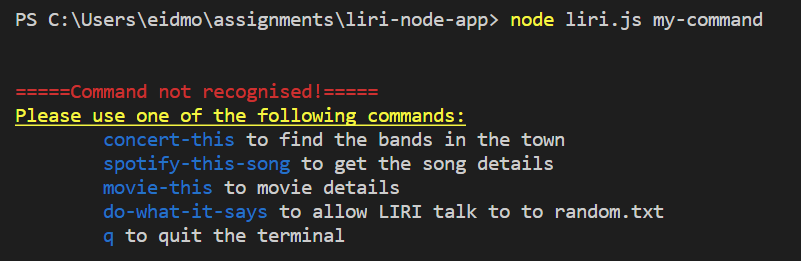 PS C:\Users\eidmo\assignments\liri-node-app> node liri.js my-command
=====Command not recognised!=====
Please use one of the following commands:
concert-this to find the bands in the town
spotify-this-song to get the song details
movie-this to movie details
do-what-it-says to allow LIRI talk to to random.txt
q to quit the terminal